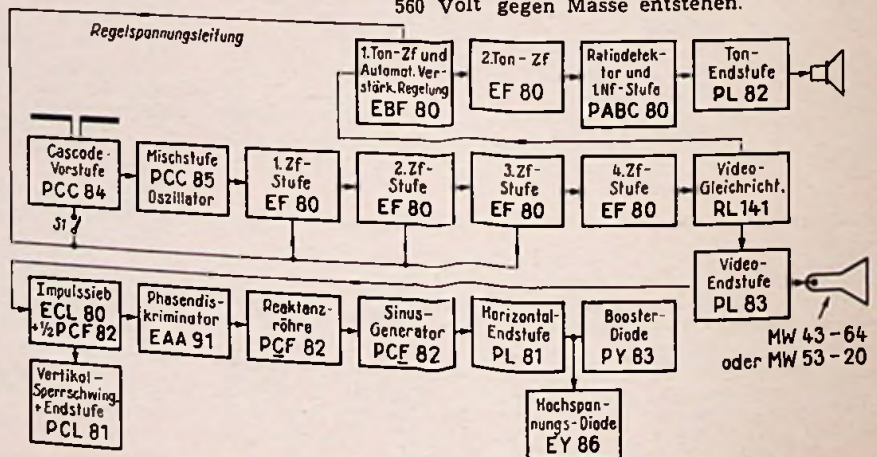 560 Volt gegen Masse entstehen.
Regelspannungsleitung
1. Ton-Zf und
Automat. Ver-
stärk. Regelung
EBF 80
2. Ton-Zf
EF 80
Ratiodetek-
tor und
1.Nf-Stufe
PABC 80
Ton-
Endstufe
PL 82
Cascode-
Vorstufe
PCC 84
Mischstufe
PCC 85
Oszillator
1. Zf-
Stufe
EF 80
2. Zf-
Stufe
EF 80
3. Zf-
Stufe
EF 80
4. Zf-
Stufe
EF 80
Video-
Gleichricht.
RL 141
S1
Video-
Endstufe
PL 83
MW 43-64
oder MW 53-20
Impulssieb
ECL 80
+½PCF 82
Phasendis-
kriminator
EAA 91
Reaktanz-
röhre
PCF 82
Sinus-
Generator
PCF 82
Horizontal-
Endstufe
PL 81
Booster-
Diode
PY 83
Vertikal-
Sperrschwing.
+ Endstufe
PCL 81
Hochspan-
nungs-Diode
EY 86